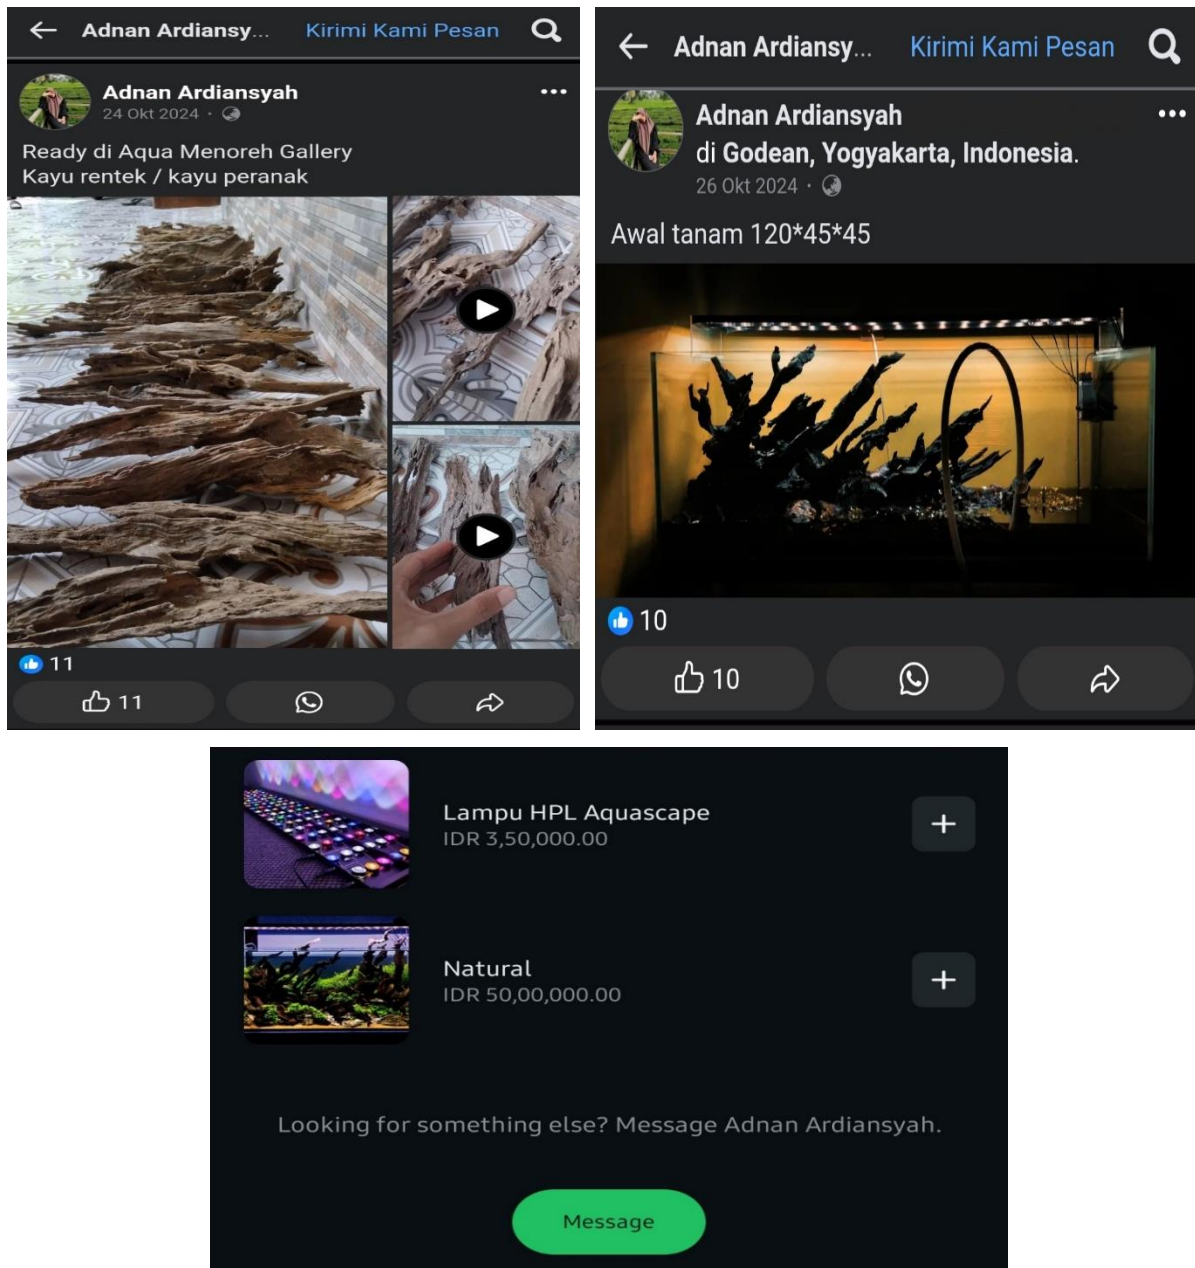 Adnan Ardiansy... Kirimi Kami Pesan
Adnan Ardiansyah
24 Okt 2024 ·
Ready di Aqua Menoreh Gallery
Kayu rentek / kayu peranak
11
11
Adnan Ardiansy... Kirimi Kami Pesan
Adnan Ardiansyah
di Godean, Yogyakarta, Indonesia.
26 Okt 2024 ·
Awal tanam 120*45*45
10
10
Lampu HPL Aquascape
IDR 3,50,000.00
Natural
IDR 50,00,000.00
Looking for something else? Message Adnan Ardiansyah.
Message